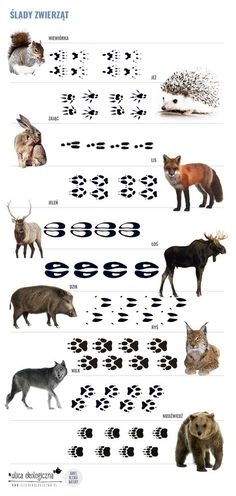 ŚLADY ZWIERZĄT
WIEWIÓRKA
JEŻ
ZAJĄC
LIS
JELEŃ
ŁOŚ
DZIK
RYŚ
WILK
NIEDŹWIEDŹ
ulica ekologiczna